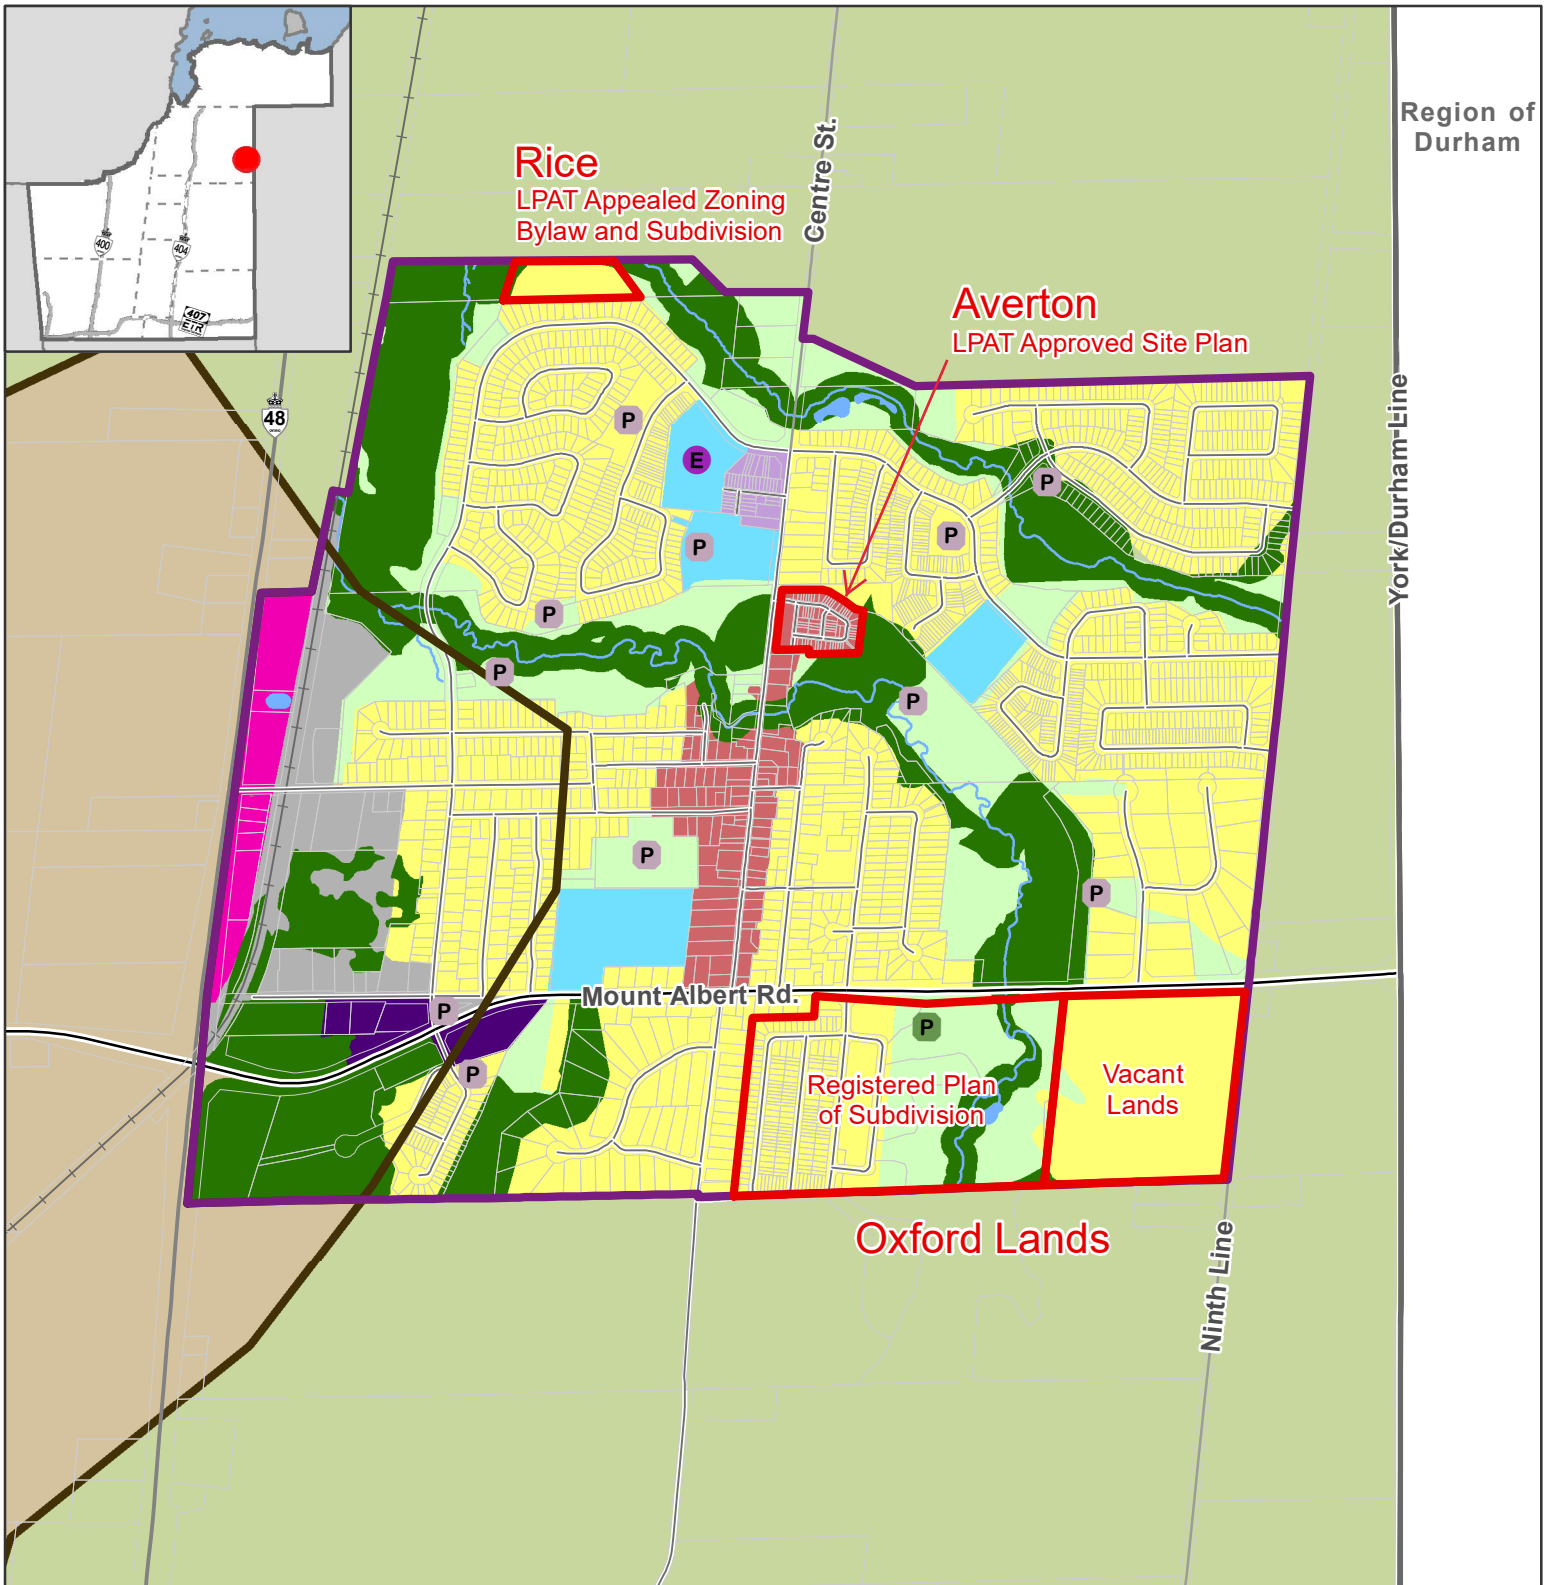 Region of
Durham
Centre St.
Rice
LPAT Appealed Zoning
Bylaw and Subdivision
400
404
407
ETR
Averton
LPAT Approved Site Plan
48
York/Durham Line
P
E
P
P
P
P
P
P
P
P
P
Mount Albert Rd.
P
P
P
Registered Plan
of Subdivision
Vacant
Lands
Oxford Lands
Ninth Line